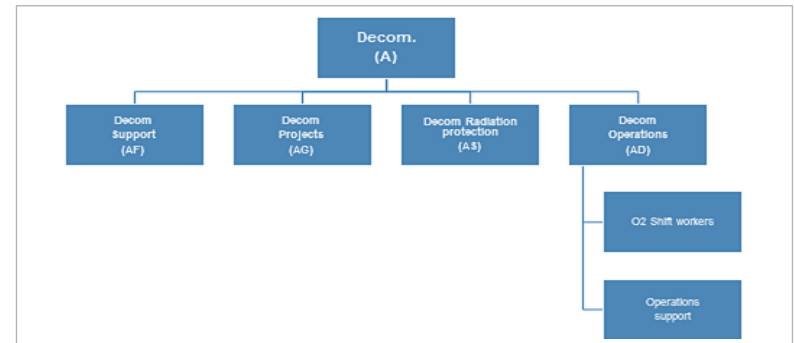 Decom.
(A)
Decom
Support
(AF)
Decom
Projects
(AG)
Decom Radiation
protection
(AS)
Decom
Operations
(AD)
O2 Shift workers
Operations
support